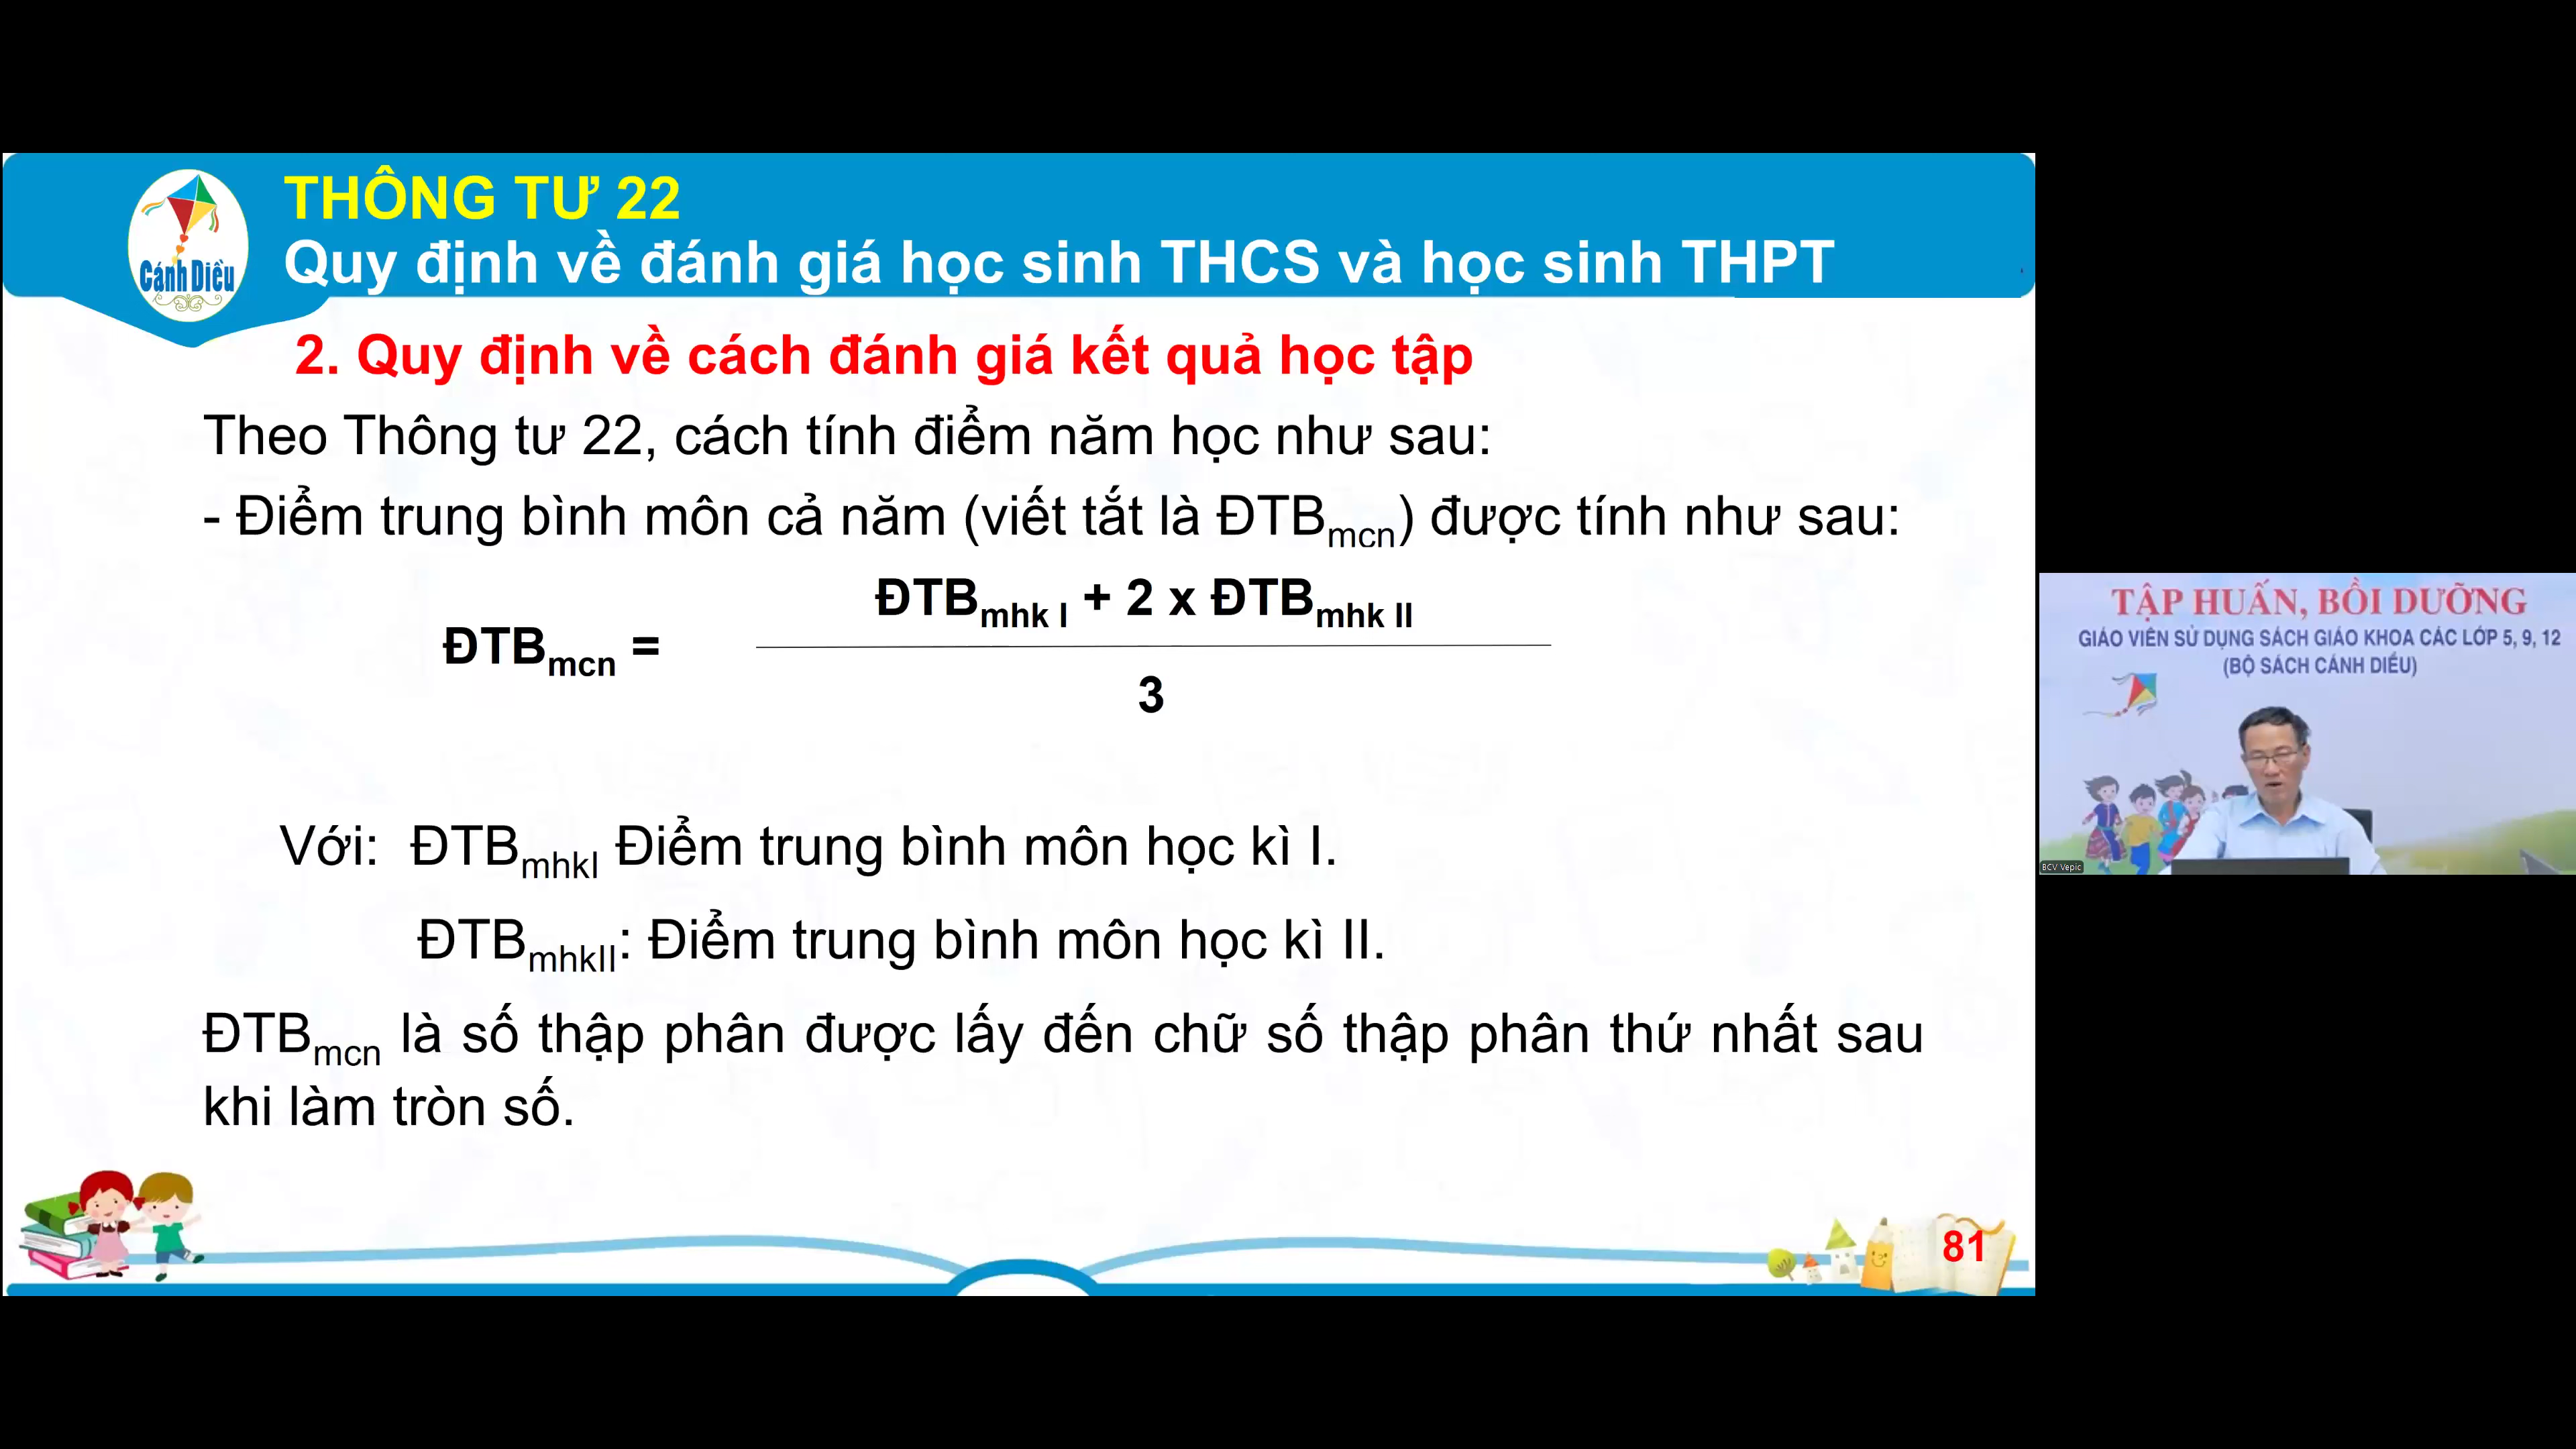 THÔNG TƯ 22
Quy định về đánh giá học sinh THCS và học sinh THPT
Cánh Diều
2. Quy định về cách đánh giá kết quả học tập
Theo Thông tư 22, cách tính điểm năm học như sau:
- Điểm trung bình môn cả năm (viết tắt là ĐTBmcn) được tính như sau:
ĐTBmhk I + 2 x ĐTBmhk II
ĐTBmcn =
3
Với: ĐTBmhkI Điểm trung bình môn học kì I.
ĐTBmhkII: Điểm trung bình môn học kì II.
ĐTBmcn là số thập phân được lấy đến chữ số thập phân thứ nhất sau
khi làm tròn số.
81
TẬP HUẤN, BỒI DƯỠNG
GIÁO VIÊN SỬ DỤNG SÁCH GIÁO KHOA CÁC LỚP 5, 9, 12
(BỘ SÁCH CÁNH DIỀU)
BCV Vepic